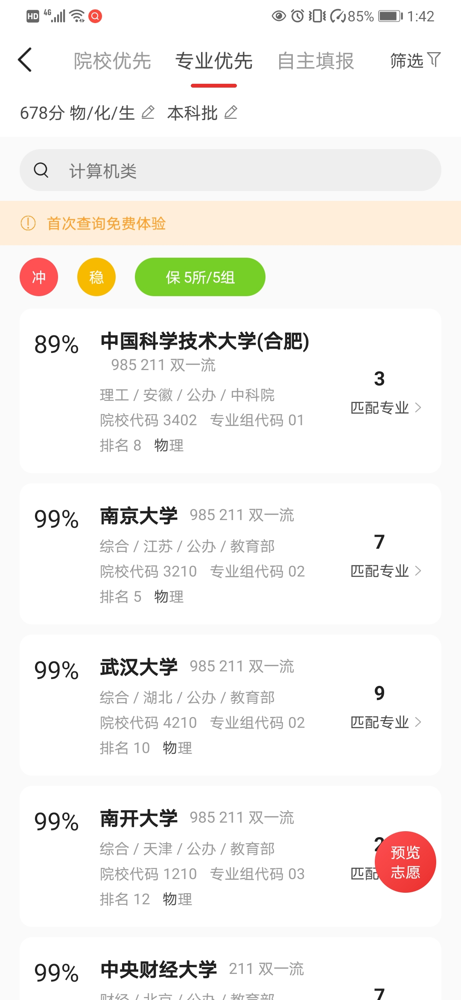 HD 4G 85% 1:42
院校优先 专业优先 自主填报 筛选
678分 物/化/生 本科批
计算机类
首次查询免费体验
冲 稳 保 5所/5组
89% 中国科学技术大学(合肥)
985 211 双一流
3
理工 / 安徽 / 公办 / 中科院
匹配专业
院校代码 3402 专业组代码 01
排名 8 物理
99% 南京大学 985 211 双一流
7
综合 / 江苏 / 公办 / 教育部
院校代码 3210 专业组代码 02
匹配专业
排名 5 物理
99% 武汉大学 985 211 双一流
9
综合 / 湖北 / 公办 / 教育部
院校代码 4210 专业组代码 02
匹配专业
排名 10 物理
99% 南开大学 985 211 双一流
2
综合 / 天津 / 公办 / 教育部
预览
志愿
院校代码 1210 专业组代码 03
匹配
排名 12 物理
99% 中央财经大学 211 双一流
7
财经 / 北京 / 公办 / 教育部